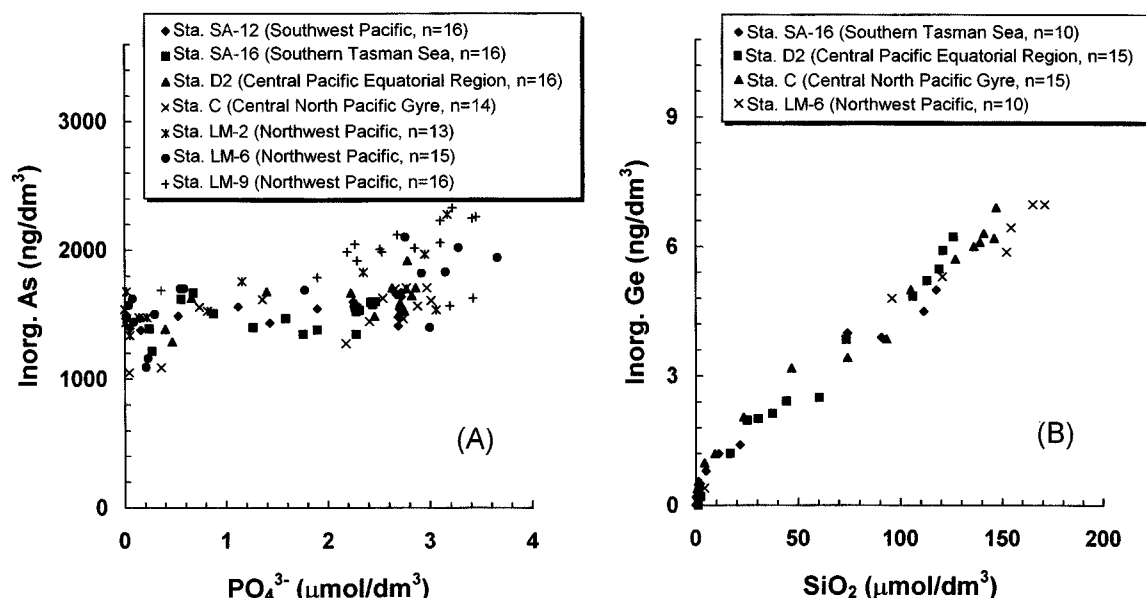 Sta. SA-12 (Southwest Pacific, n=16)
Sta. SA-16 (Southern Tasman Sea, n=16)
Sta. D2 (Central Pacific Equatorial Region, n=16)
Sta. C (Central North Pacific Gyre, n=14)
Sta. LM-2 (Northwest Pacific, n=13)
Sta. LM-6 (Northwest Pacific, n=15)
Sta. LM-9 (Northwest Pacific, n=16)
3000
2000
1000
0
Inorg. As (ng/dm³)
(A)
0 1 2 3 4
PO₄³⁻ (μmol/dm³)
Sta. SA-16 (Southern Tasman Sea, n=10)
Sta. D2 (Central Pacific Equatorial Region, n=15)
Sta. C (Central North Pacific Gyre, n=15)
Sta. LM-6 (Northwest Pacific, n=10)
9
6
3
0
Inorg. Ge (ng/dm³)
(B)
0 50 100 150 200
SiO₂ (μmol/dm³)